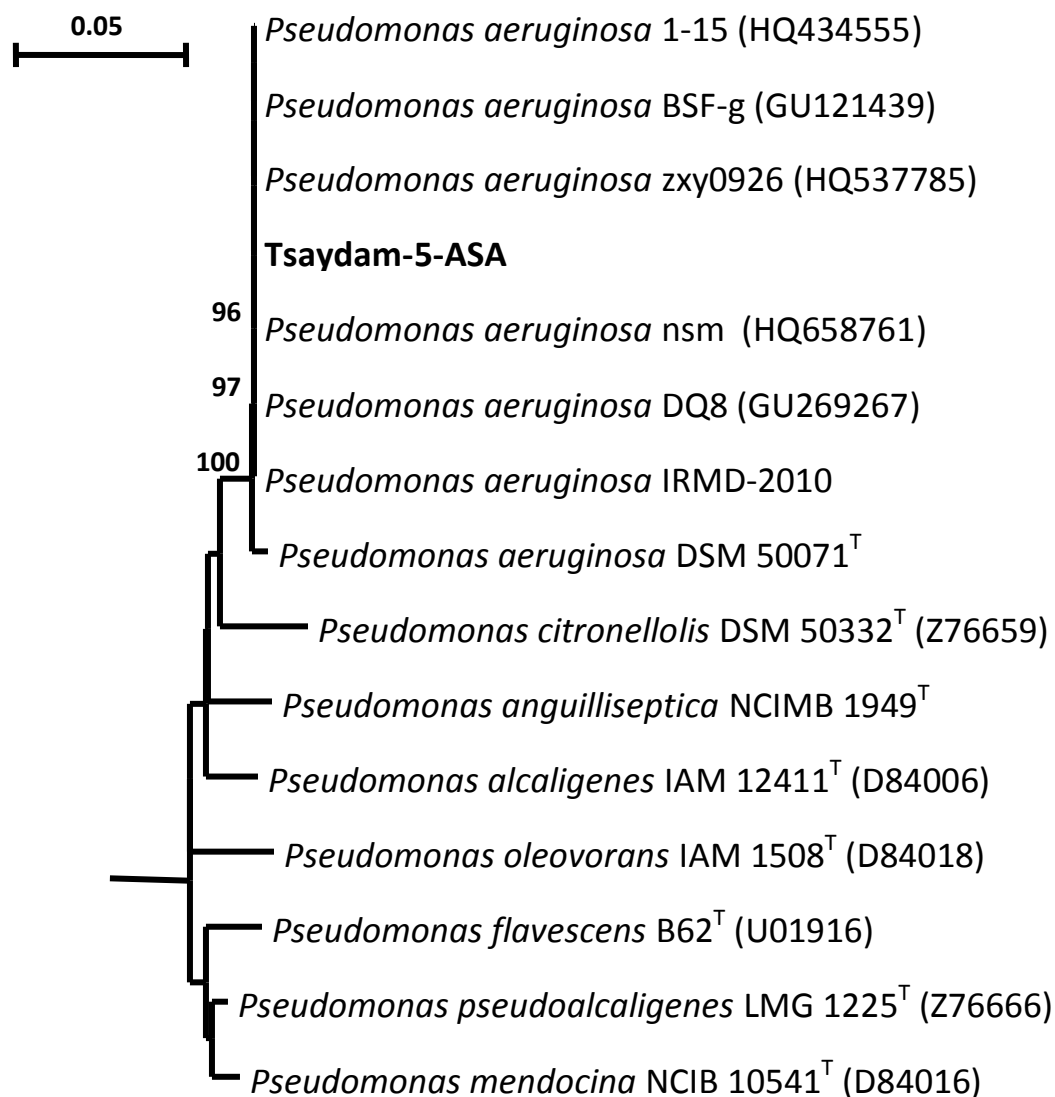 0.05
Pseudomonas aeruginosa 1-15 (HQ434555)
Pseudomonas aeruginosa BSF-g (GU121439)
Pseudomonas aeruginosa zxy0926 (HQ537785)
Tsaydam-5-ASA
96
Pseudomonas aeruginosa nsm (HQ658761)
97
Pseudomonas aeruginosa DQ8 (GU269267)
100
Pseudomonas aeruginosa IRMD-2010
Pseudomonas aeruginosa DSM 50071ᵀ
Pseudomonas citronellolis DSM 50332ᵀ (Z76659)
Pseudomonas anguilliseptica NCIMB 1949ᵀ
Pseudomonas alcaligenes IAM 12411ᵀ (D84006)
Pseudomonas oleovorans IAM 1508ᵀ (D84018)
Pseudomonas flavescens B62ᵀ (U01916)
Pseudomonas pseudoalcaligenes LMG 1225ᵀ (Z76666)
Pseudomonas mendocina NCIB 10541ᵀ (D84016)